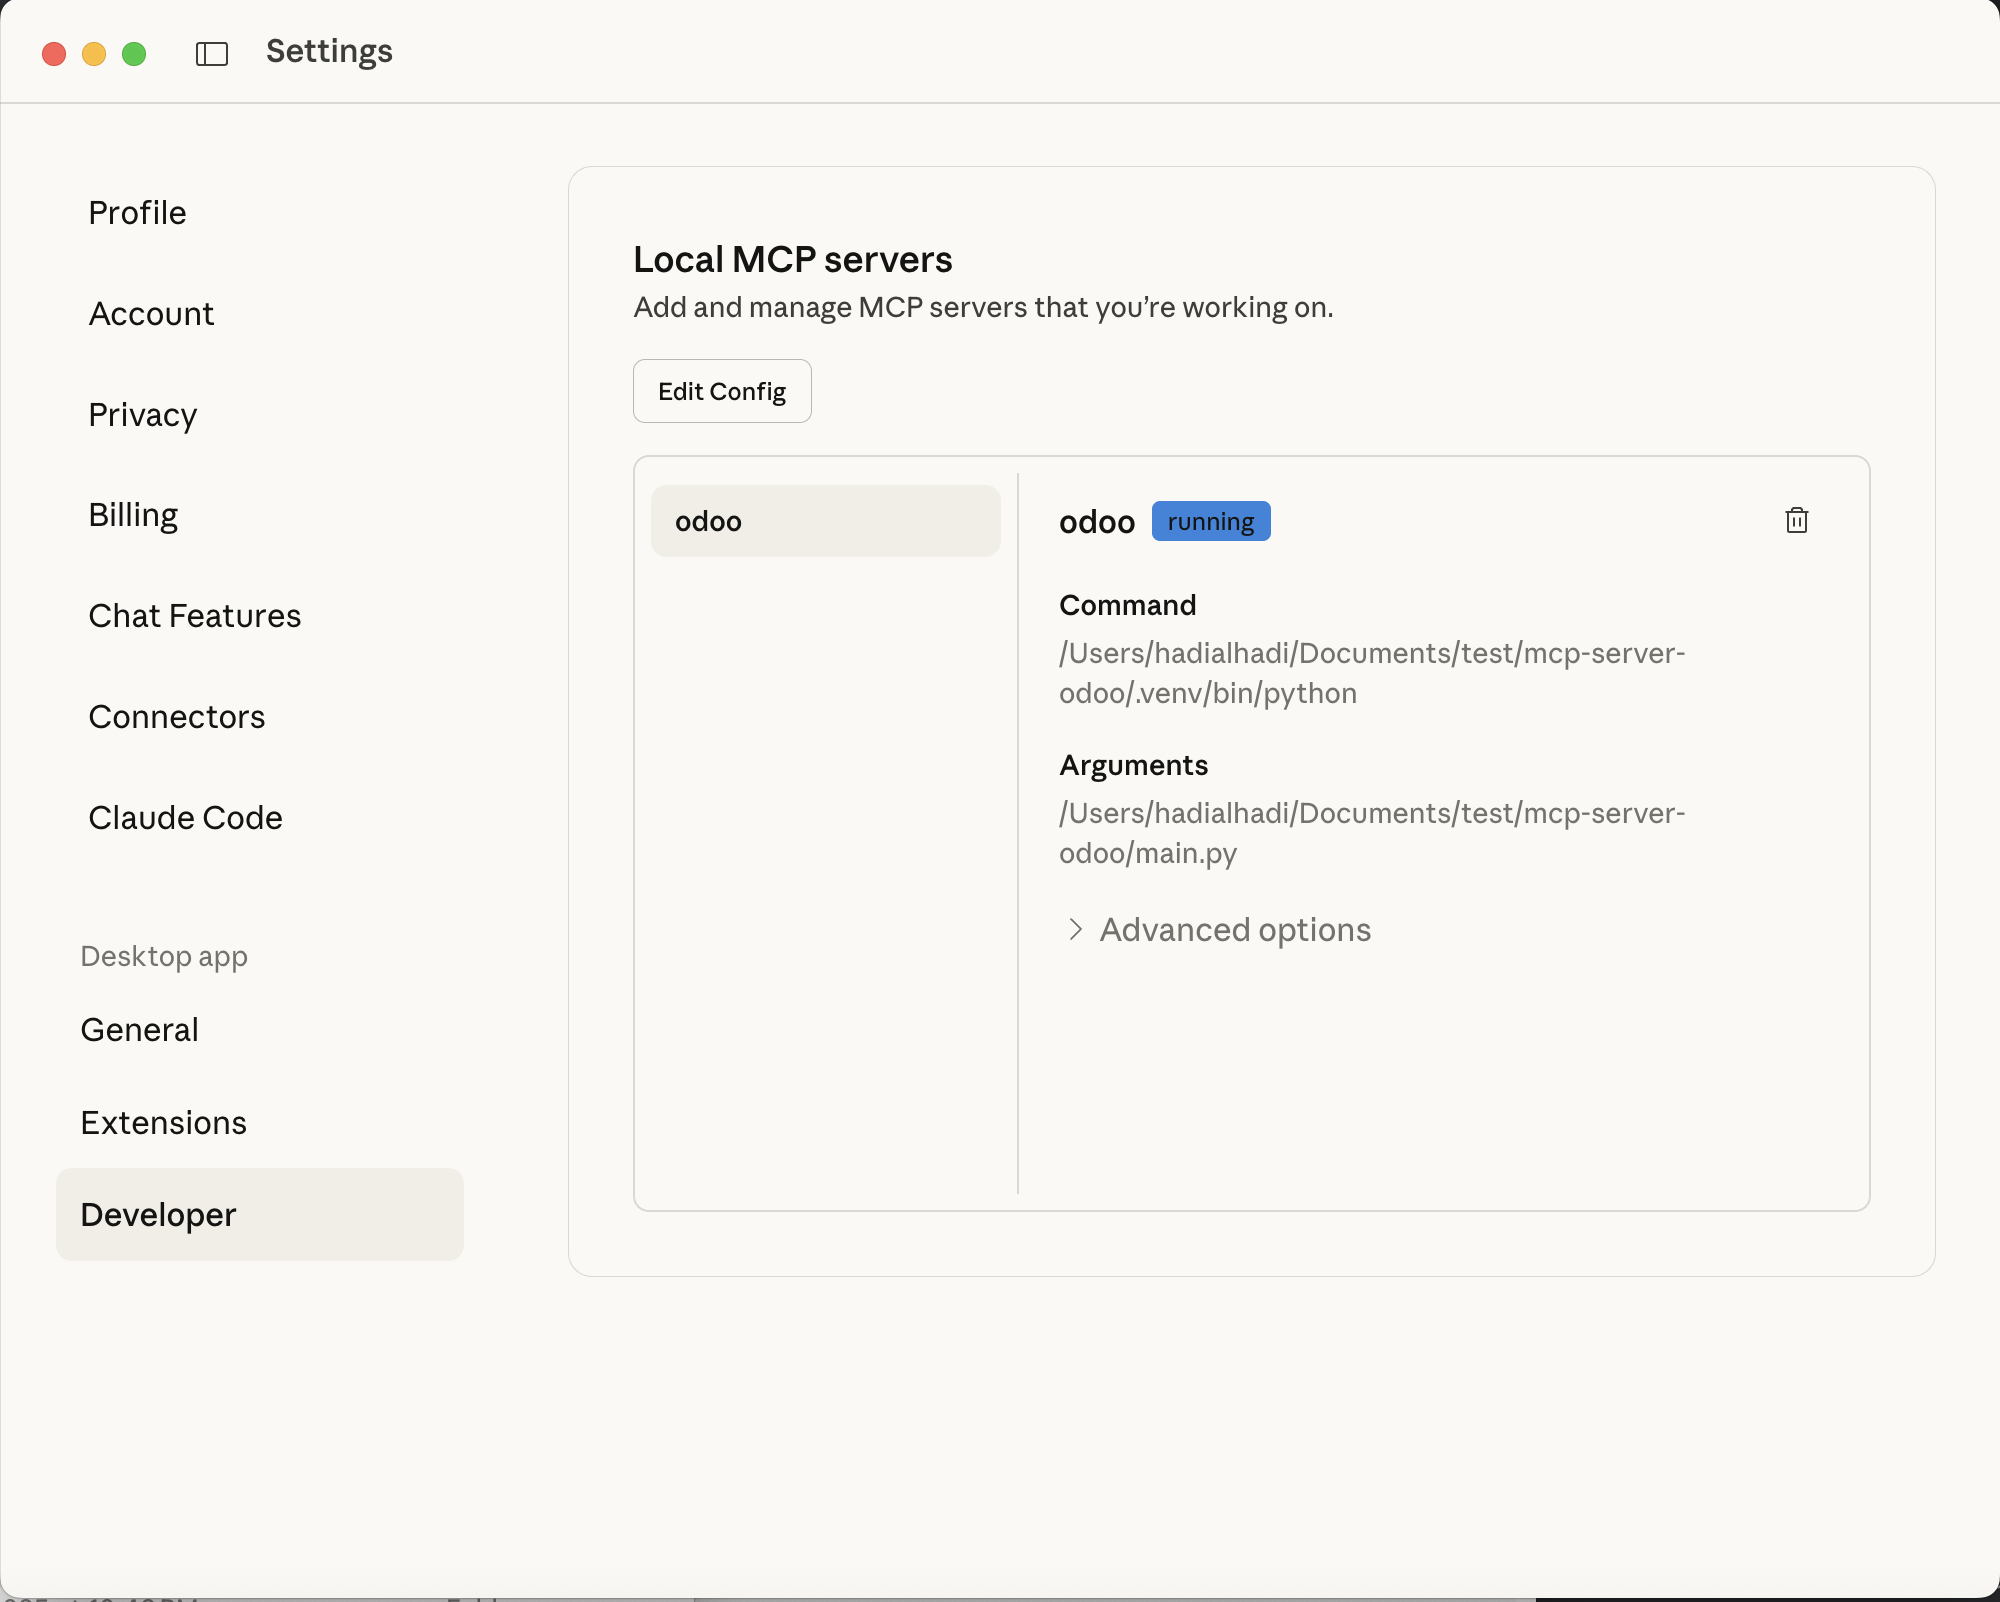 Settings
Profile
Account
Privacy
Billing
Chat Features
Connectors
Claude Code
Desktop app
General
Extensions
Developer
Local MCP servers
Add and manage MCP servers that you’re working on.
Edit Config
odoo
odoo running
Command
/Users/hadialhadi/Documents/test/mcp-server-
odoo/.venv/bin/python
Arguments
/Users/hadialhadi/Documents/test/mcp-server-
odoo/main.py
Advanced options